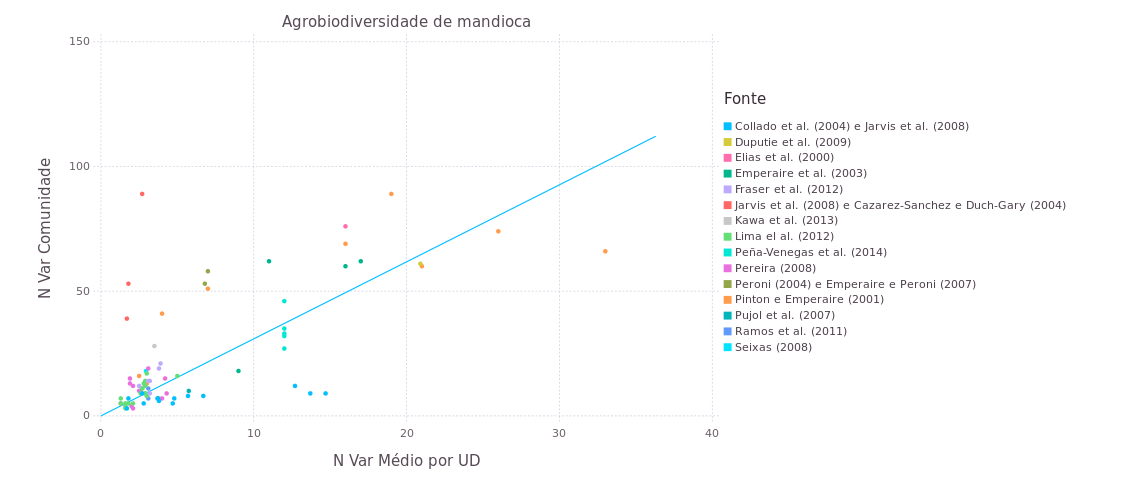 Agrobiodiversidade de mandioca
150
100
50
0
N Var Comunidade
0 10 20 30 40
N Var Médio por UD
Fonte
Collado et al. (2004) e Jarvis et al. (2008)
Duputie et al. (2009)
Elias et al. (2000)
Emperaire et al. (2003)
Fraser et al. (2012)
Jarvis et al. (2008) e Cazarez-Sanchez e Duch-Gary (2004)
Kawa et al. (2013)
Lima el al. (2012)
Peña-Venegas et al. (2014)
Pereira (2008)
Peroni (2004) e Emperaire e Peroni (2007)
Pinton e Emperaire (2001)
Pujol et al. (2007)
Ramos et al. (2011)
Seixas (2008)